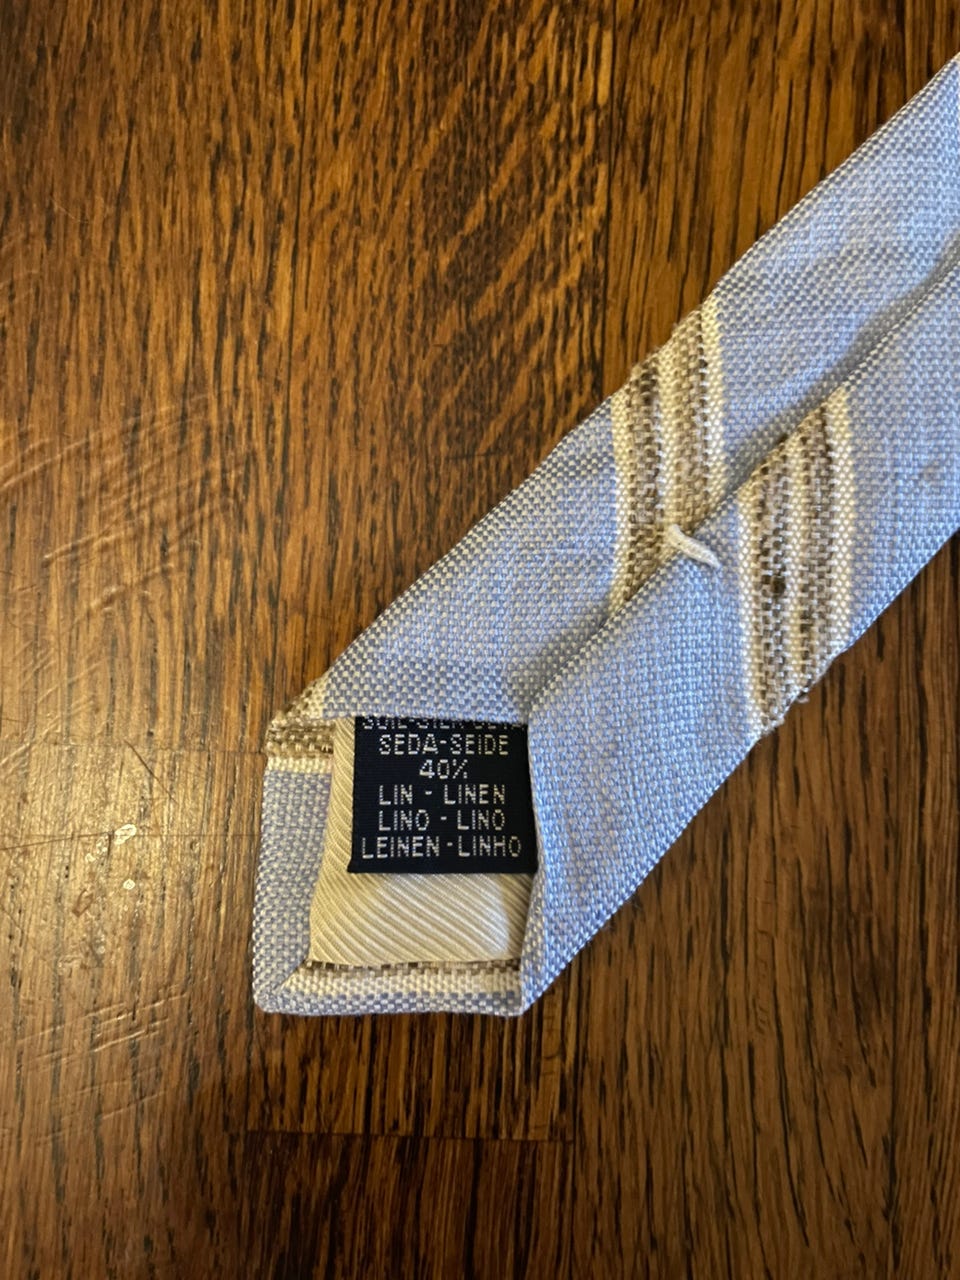 SEDA-SEIDE
40%
LIN - LINEN
LINO - LINO
LEINEN-LINHO